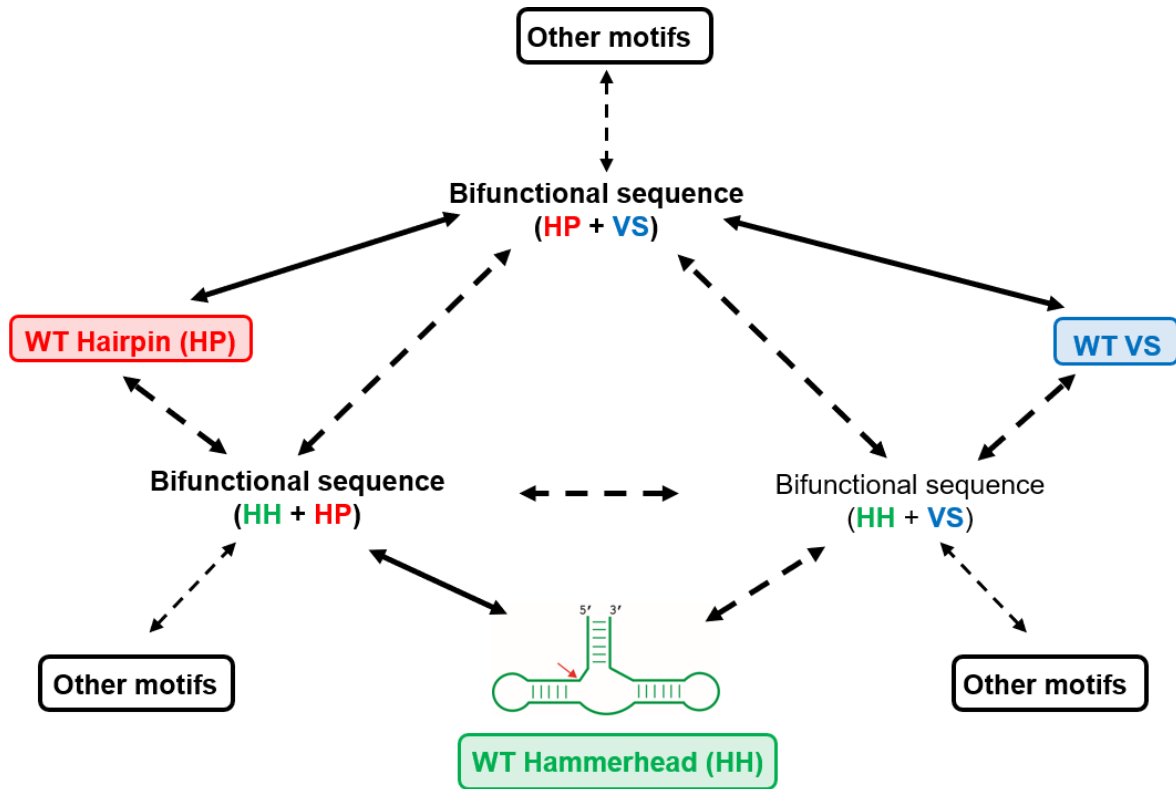 Other motifs
Bifunctional sequence
(HP + VS)
WT Hairpin (HP)
WT VS
Bifunctional sequence
(HH + HP)
Bifunctional sequence
(HH + VS)
5′ 3′
Other motifs
Other motifs
WT Hammerhead (HH)